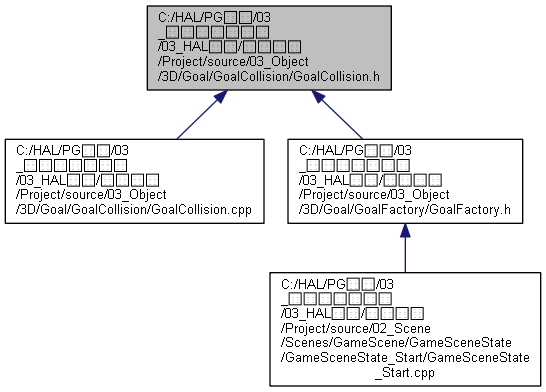 C:/HAL/PG□□/03
_□□□□□□□
/03_HAL□□/□□□□
/Project/source/03_Object
/3D/Goal/GoalCollision/GoalCollision.h
C:/HAL/PG□□/03
_□□□□□□□
/03_HAL□□/□□□□
/Project/source/03_Object
/3D/Goal/GoalCollision/GoalCollision.cpp
C:/HAL/PG□□/03
_□□□□□□□
/03_HAL□□/□□□□
/Project/source/03_Object
/3D/Goal/GoalFactory/GoalFactory.h
C:/HAL/PG□□/03
_□□□□□□□
/03_HAL□□/□□□□
/Project/source/02_Scene
/Scenes/GameScene/GameSceneState
/GameSceneState_Start/GameSceneState
_Start.cpp